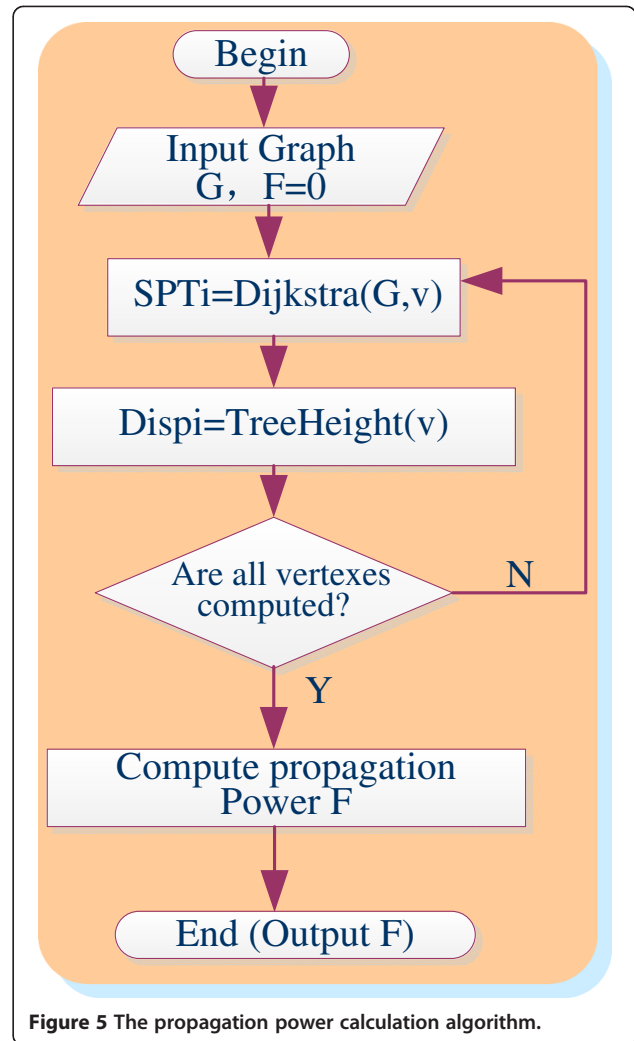 Begin
Input Graph
G, F=0
SPTi=Dijkstra(G,v)
Dispi=TreeHeight(v)
Are all vertexes
computed?
N
Y
Compute propagation
Power F
End (Output F)
Figure 5 The propagation power calculation algorithm.